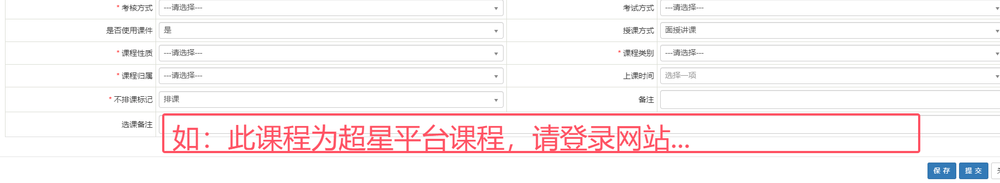 * 考核方式 ---请选择--- 考试方式 ---请选择---
是否使用课件 是 授课方式 面授讲课
* 课程性质 ---请选择--- * 课程类别 ---请选择---
* 课程归属 ---请选择--- 上课时间 选择一项
* 不排课标记 排课 备注
选课备注 如：此课程为超星平台课程，请登录网站...
保存 提交